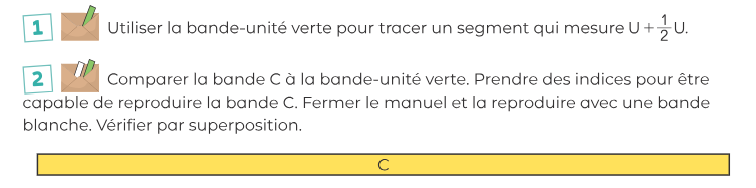 1 Utiliser la bande-unité verte pour tracer un segment qui mesure U + 1/2 U.
2 Comparer la bande C à la bande-unité verte. Prendre des indices pour être
capable de reproduire la bande C. Fermer le manuel et la reproduire avec une bande
blanche. Vérifier par superposition.
C